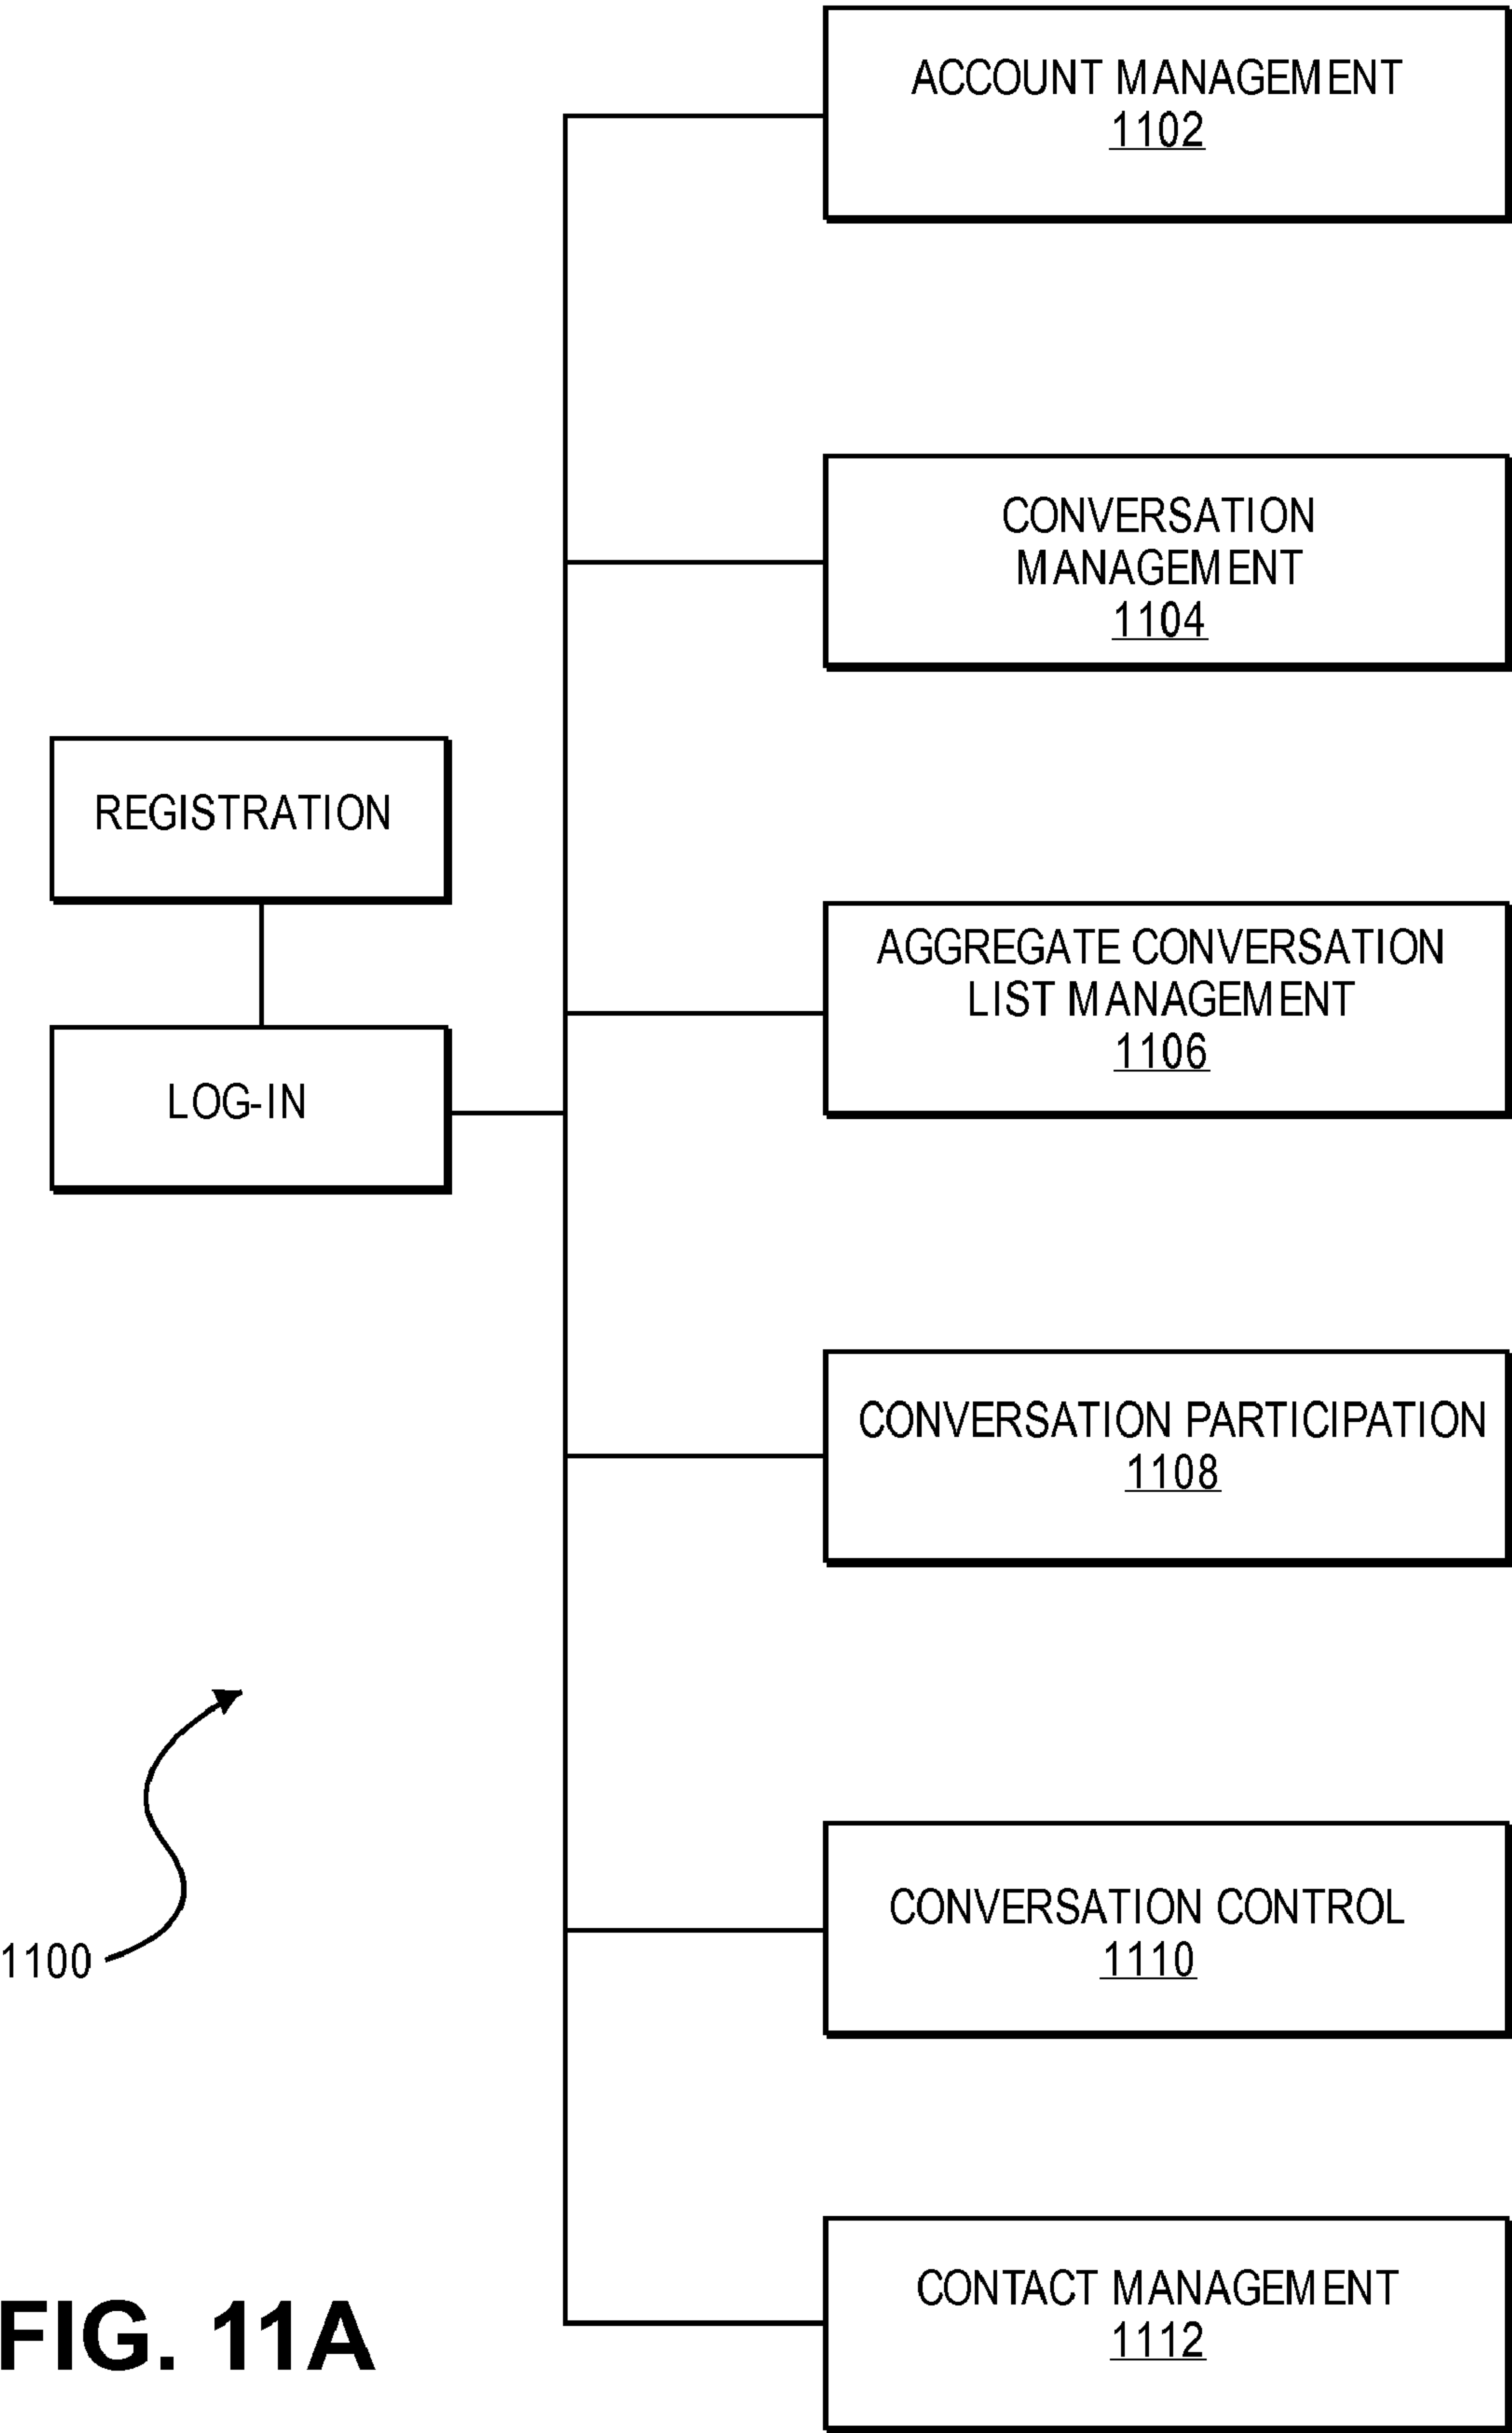 ACCOUNT MANAGEMENT
1102
CONVERSATION
MANAGEMENT
1104
REGISTRATION
AGGREGATE CONVERSATION
LIST MANAGEMENT
1106
LOG-IN
CONVERSATION PARTICIPATION
1108
CONVERSATION CONTROL
1110
1100
CONTACT MANAGEMENT
1112
FIG. 11A